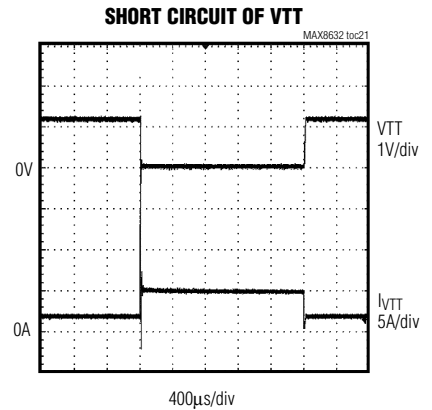 SHORT CIRCUIT OF VTT
MAX8632 toc21
VTT
1V/div
0V
IVTT
5A/div
0A
400μs/div